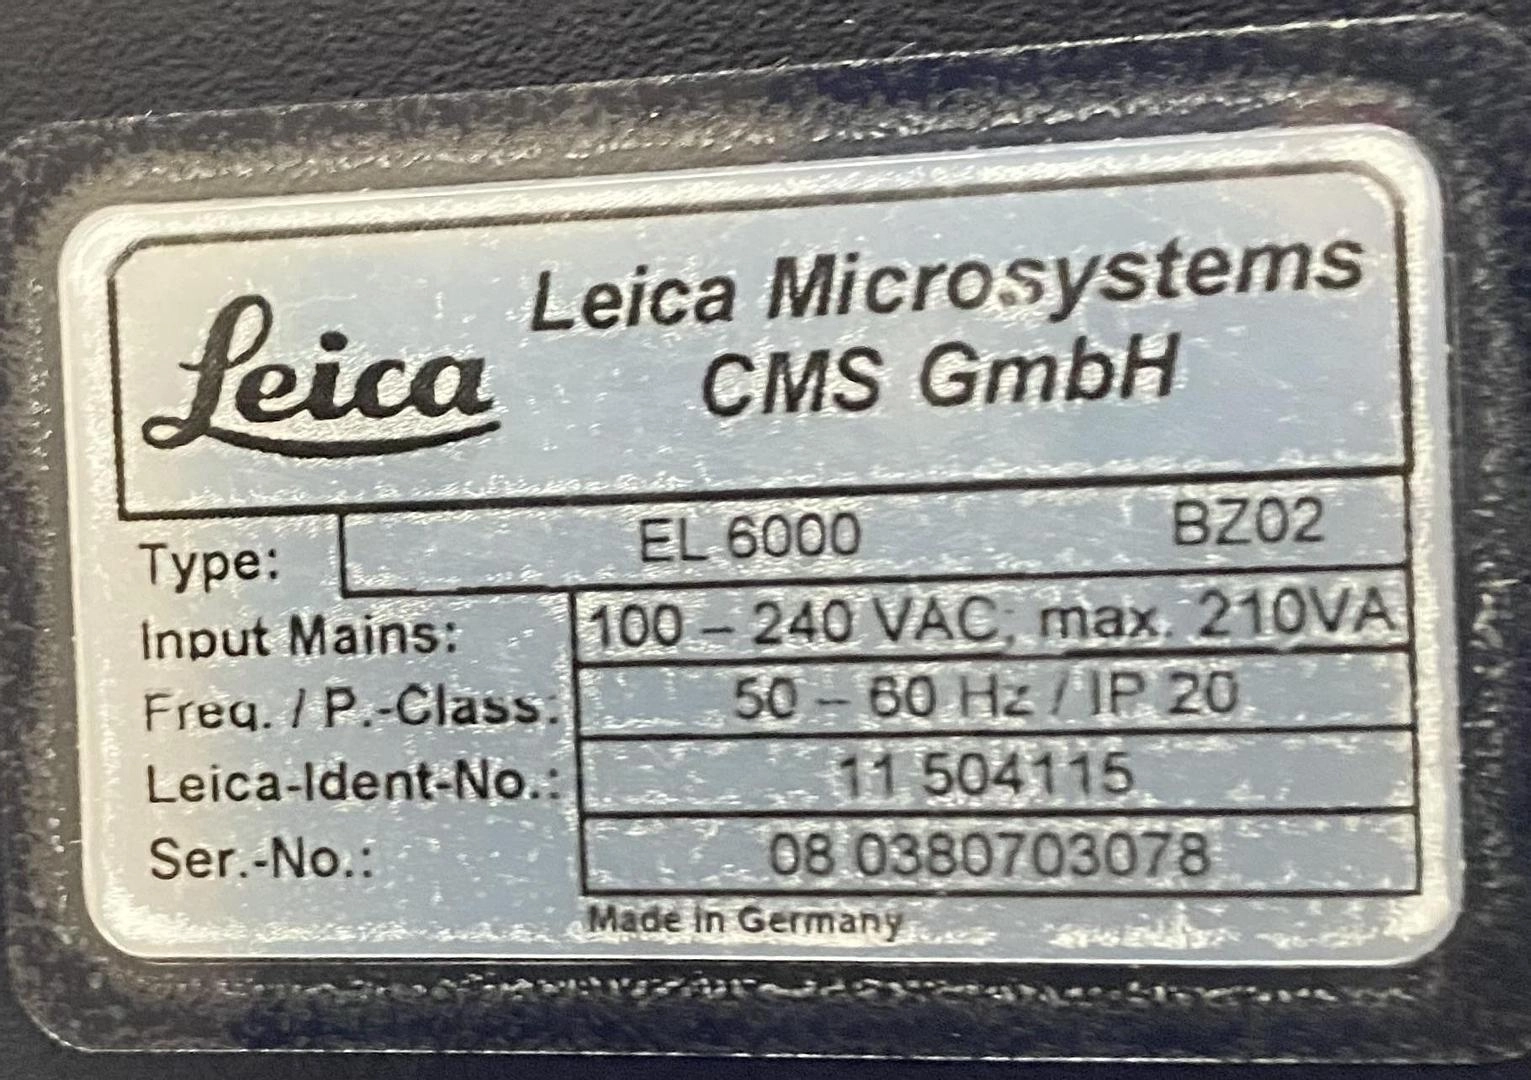 Leica
Leica Microsystems
CMS GmbH
Type: EL 6000 BZ02
Input Mains: 100 – 240 VAC; max. 210VA
Freq. / P.-Class: 50 – 60 Hz / IP 20
Leica-Ident-No.: 11 504115
Ser.-No.: 08 0380703078
Made in Germany